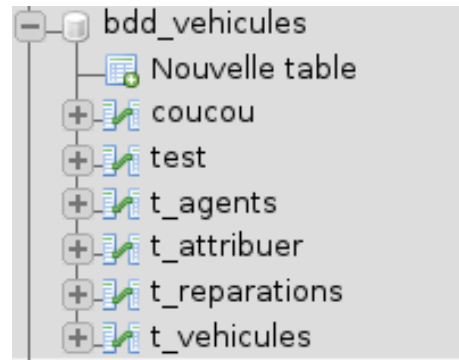 bdd_vehicules
Nouvelle table
coucou
test
t_agents
t_attribuer
t_reparations
t_vehicules